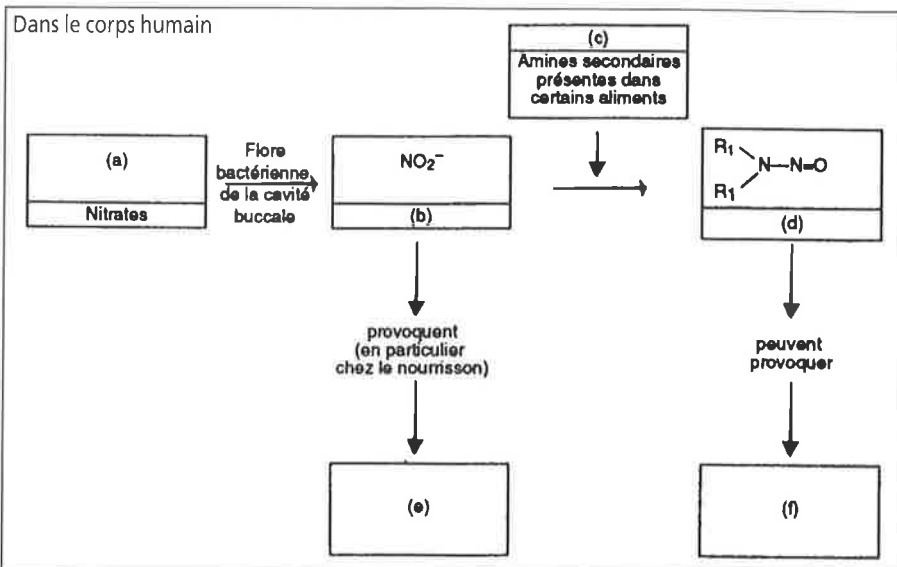 Dans le corps humain
(c)
Amines secondaires
présentes dans
certains aliments
(a)
Nitrates
Flore
bactérienne
de la cavité
buccale
NO₂⁻
(b)
R₁
N—N=O
R₁
(d)
provoquent
(en particulier
chez le nourrisson)
peuvent
provoquer
(e)
(f)